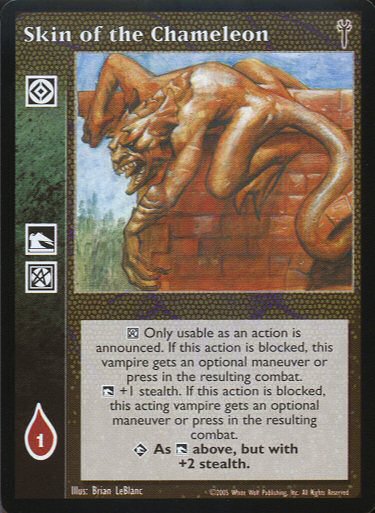 Skin of the Chameleon
Only usable as an action is
announced. If this action is blocked, this
vampire gets an optional maneuver or
press in the resulting combat.
+1 stealth. If this action is blocked,
this acting vampire gets an optional
maneuver or press in the resulting
combat.
As above, but with
+2 stealth.
1
Illus: Brian LeBlanc
©2005 White Wolf Publishing, Inc. All Rights Reserved